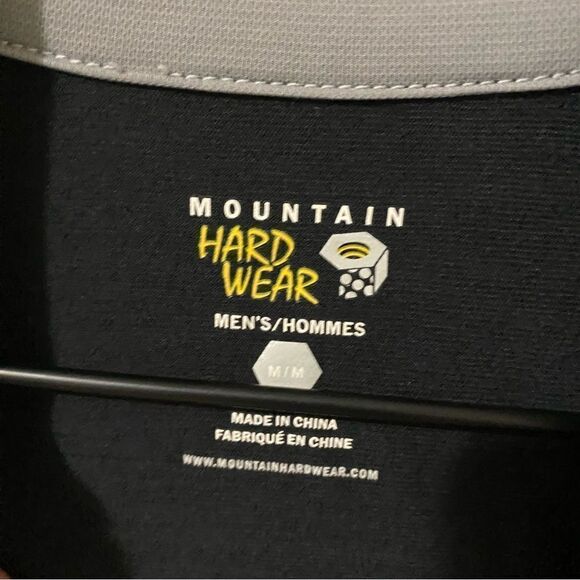 MOUNTAIN
HARD
WEAR
MEN'S/HOMMES
M/M
MADE IN CHINA
FABRIQUÉ EN CHINE
WWW.MOUNTAINHARDWEAR.COM